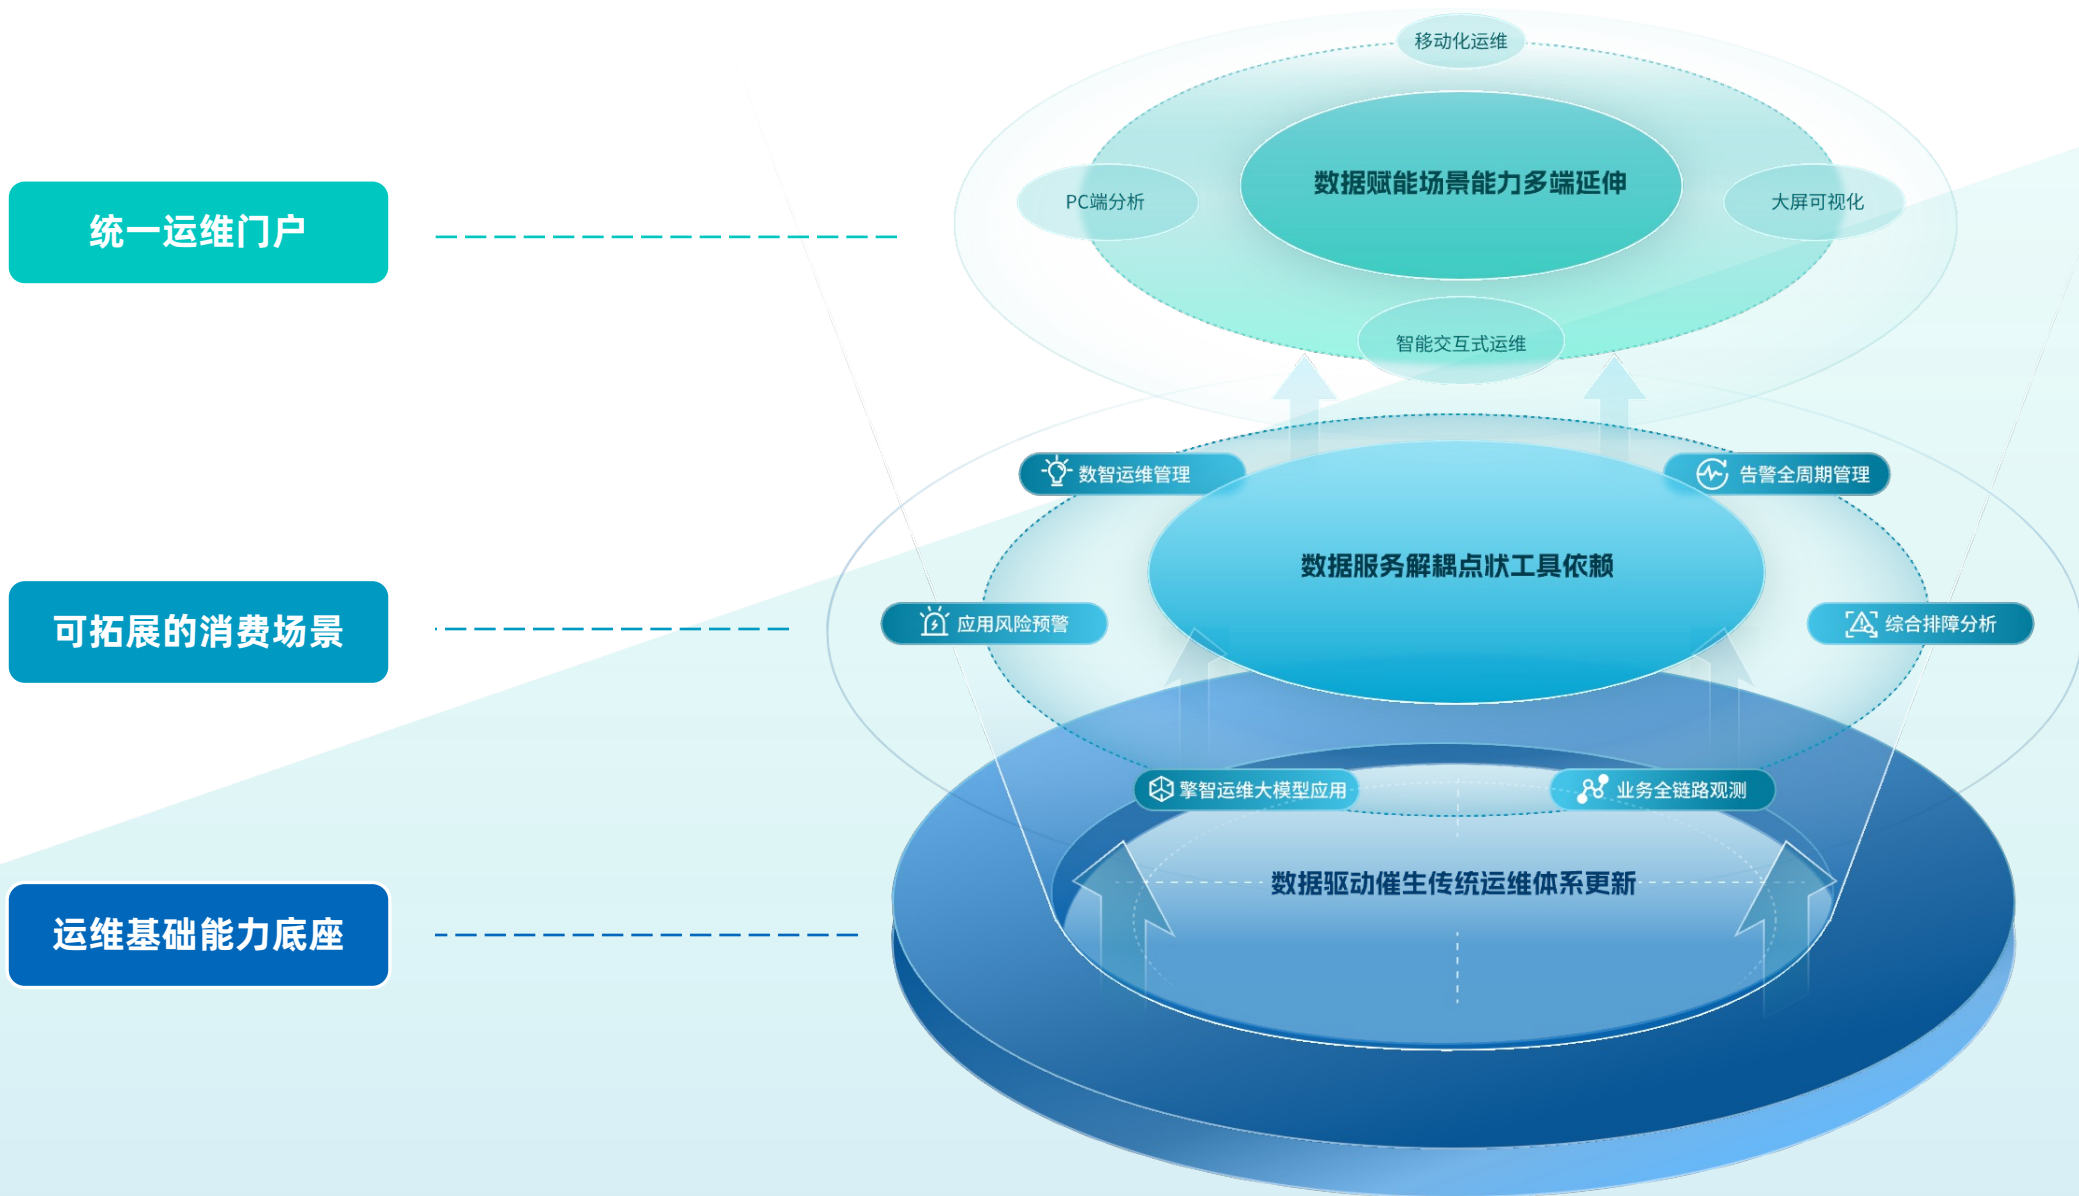 移动化运维
数据赋能场景能力多端延伸
PC端分析
大屏可视化
统一运维门户
智能交互式运维
数智运维管理
告警全周期管理
数据服务解耦点状工具依赖
应用风险预警
综合排障分析
可拓展的消费场景
擎智运维大模型应用
业务全链路观测
数据驱动催生传统运维体系更新
运维基础能力底座